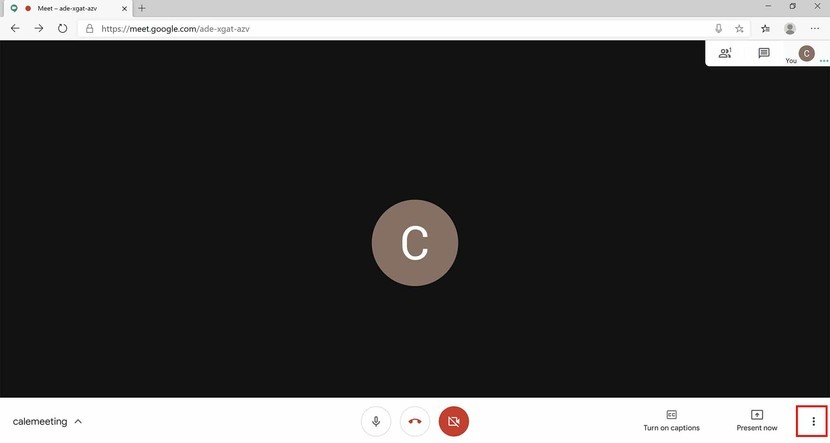 Meet – ade-xgat-azv
https://meet.google.com/ade-xgat-azv
1
You
C
C
calemeeting
CC
Turn on captions
Present now